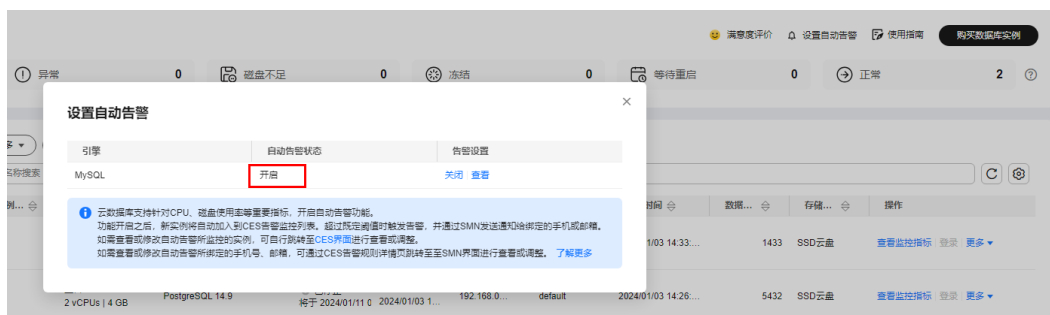 满意度评价 设置自动告警 使用指南 购买数据库实例
异常 0 磁盘不足 0 冻结 0 等待重启 0 正常 2
设置自动告警
引擎 自动告警状态 告警设置
MySQL 开启 关闭 查看
名称搜索
云数据库支持针对CPU、磁盘使用率等重要指标，开启自动告警功能。
功能开启之后，新实例将自动加入到CES告警监控列表。超过既定阈值时触发告警，并通过SMN发送通知给绑定的手机或邮箱。
如需查看或修改自动告警所监控的实例，可自行跳转至CES界面进行查看或调整。
如需查看或修改自动告警所绑定的手机号、邮箱，可通过CES告警规则详情页跳转至至SMN界面进行查看或调整。 了解更多
例... 时间 数据... 存储... 操作
1/03 14:33:... 1433 SSD云盘 查看监控指标 登录 更多
2 vCPUs | 4 GB PostgreSQL 14.9 将于 2024/01/11 0 2024/01/03 1... 192.168.0... default 2024/01/03 14:26:... 5432 SSD云盘 查看监控指标 登录 更多